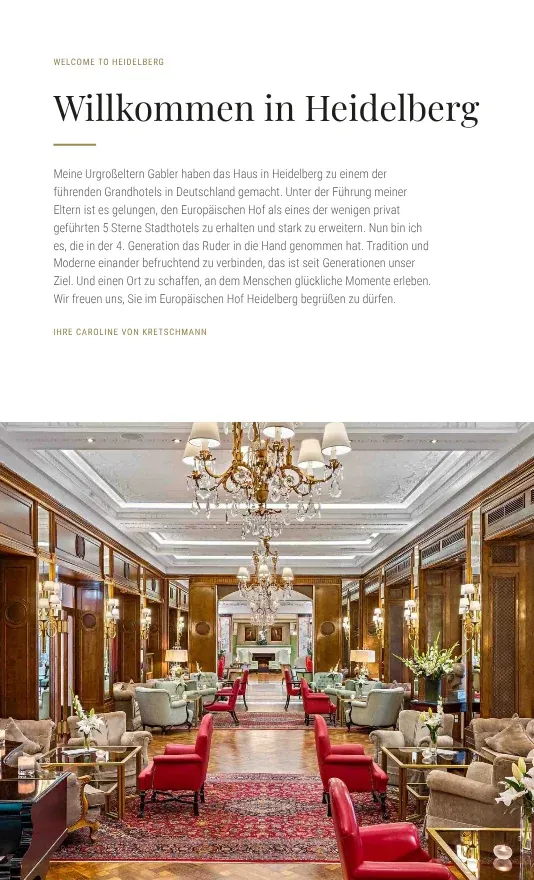 WELCOME TO HEIDELBERG
Willkommen in Heidelberg
Meine Urgroßeltern Gabler haben das Haus in Heidelberg zu einem der
führenden Grandhotels in Deutschland gemacht. Unter der Führung meiner
Eltern ist es gelungen, den Europäischen Hof als eines der wenigen privat
geführten 5 Sterne Stadthotels zu erhalten und stark zu erweitern. Nun bin ich
es, die in der 4. Generation das Ruder in die Hand genommen hat. Tradition und
Moderne einander befruchtend zu verbinden, das ist seit Generationen unser
Ziel. Und einen Ort zu schaffen, an dem Menschen glückliche Momente erleben.
Wir freuen uns, Sie im Europäischen Hof Heidelberg begrüßen zu dürfen.
IHRE CAROLINE VON KRETSCHMANN